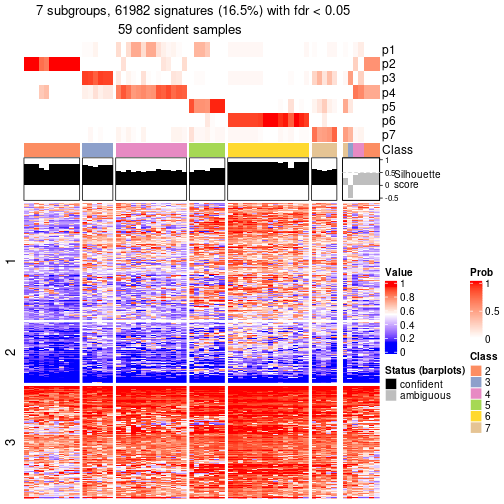 7 subgroups, 61982 signatures (16.5%) with fdr < 0.05
59 confident samples
p1
p2
p3
p4
p5
p6
p7
Class
1
0.5
0
-0.5
Silhouette
score
1
2
3
Value
1
0.8
0.6
0.4
0.2
0
Status (barplots)
confident
ambiguous
Prob
1
0.5
0
Class
2
3
4
5
6
7